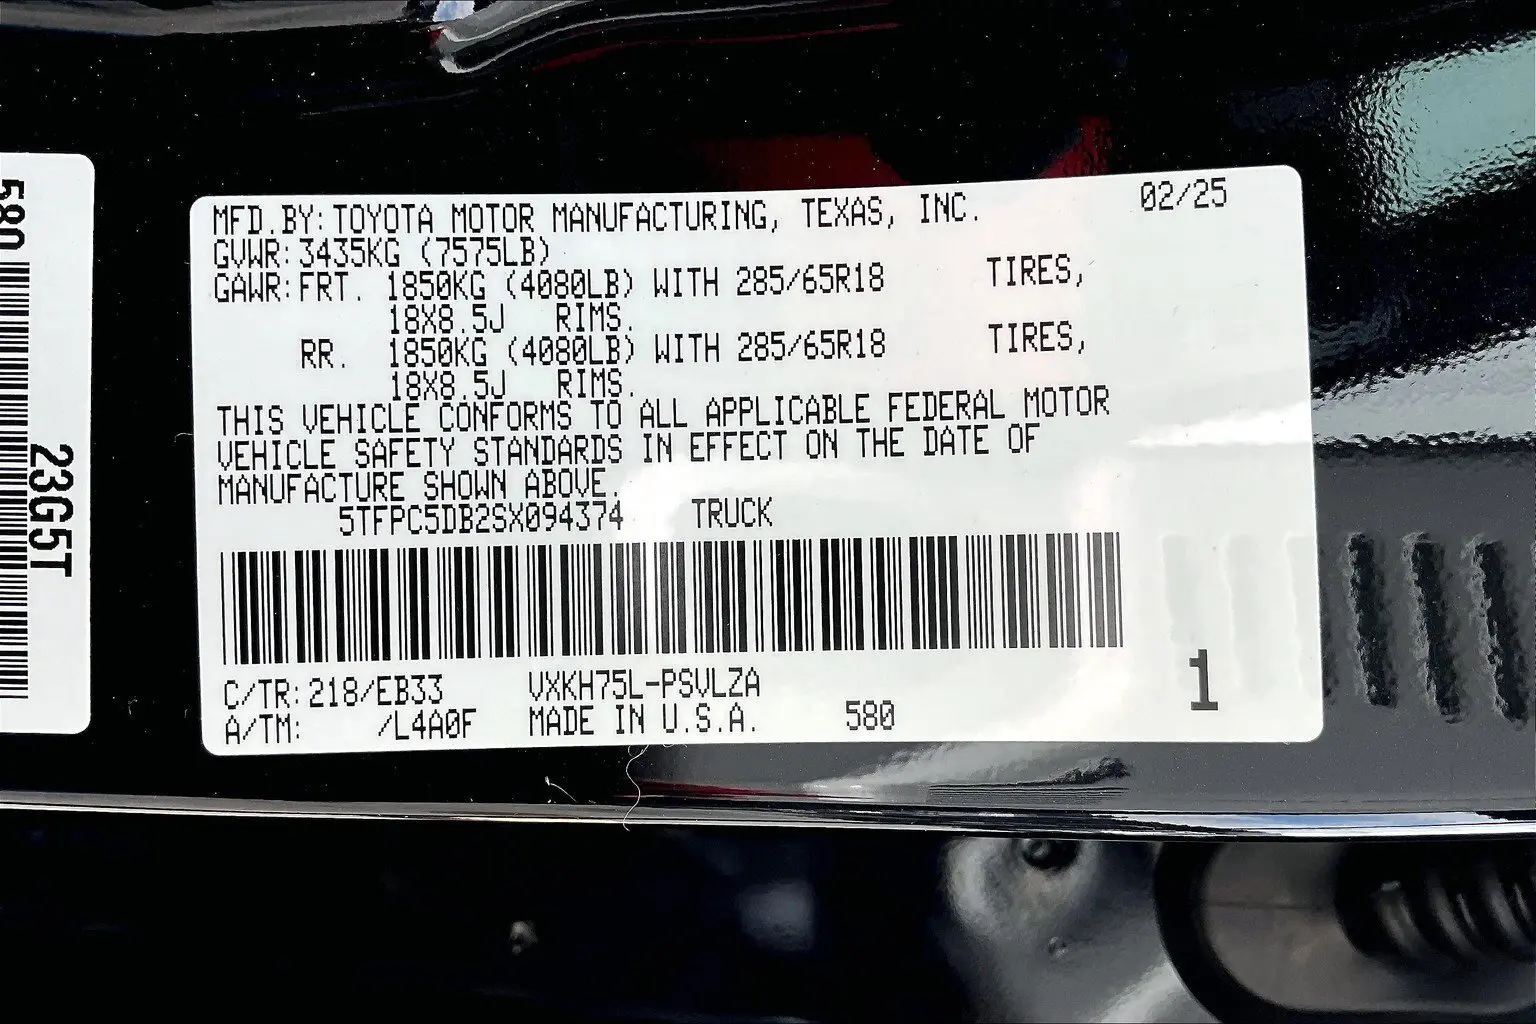 580
23G5T
MFD.BY:TOYOTA MOTOR MANUFACTURING, TEXAS, INC. 02/25
GVWR:3435KG (7575LB)
GAWR:FRT. 1850KG (4080LB) WITH 285/65R18 TIRES,
18X8.5J RIMS.
RR. 1850KG (4080LB) WITH 285/65R18 TIRES,
18X8.5J RIMS.
THIS VEHICLE CONFORMS TO ALL APPLICABLE FEDERAL MOTOR
VEHICLE SAFETY STANDARDS IN EFFECT ON THE DATE OF
MANUFACTURE SHOWN ABOVE.
5TFPC5DB2SX094374 TRUCK
C/TR:218/EB33 VXKH75L-PSVLZA
A/TM: /L4A0F MADE IN U.S.A. 580 1